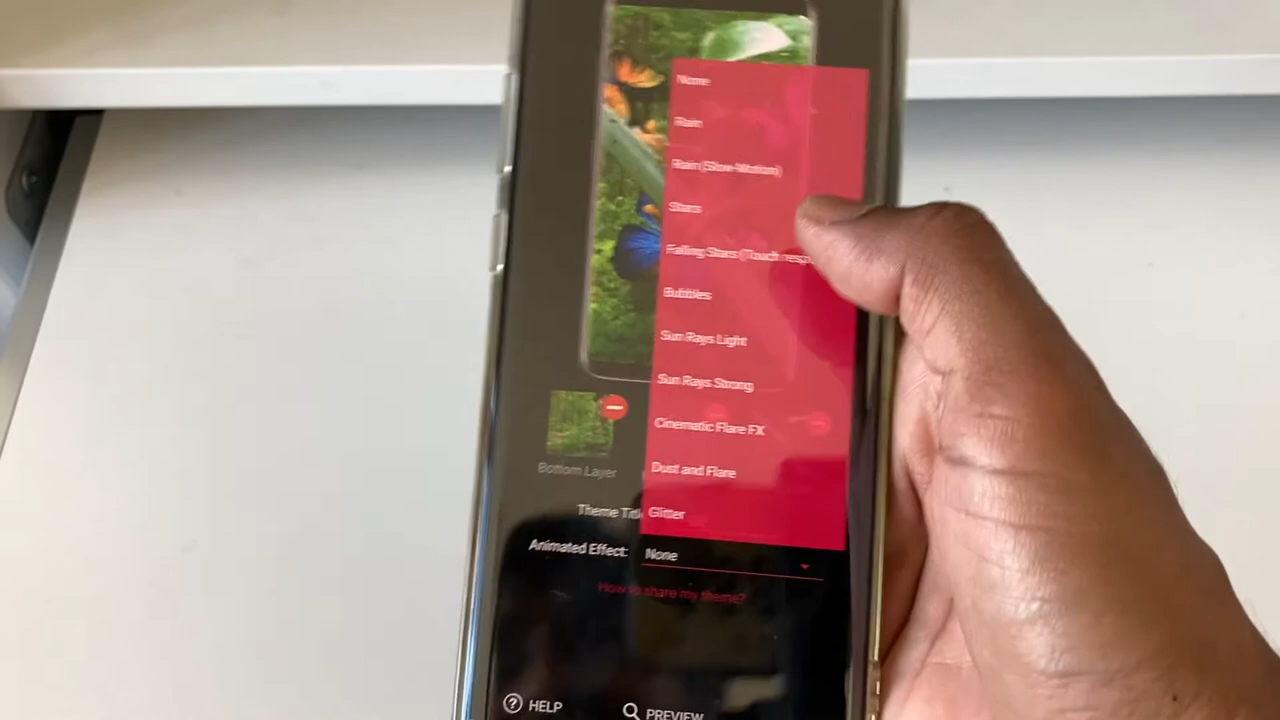 None
Rain
Rain (Slow-Motion)
Stars
Falling Stars (Touch resp
Bubbles
Sun Rays Light
Sun Rays Strong
Cinematic Flare FX
Dust and Flare
Glitter
Bottom Layer
Theme Titl
Animated Effect: None
How to share my theme?
HELP
PREVIEW